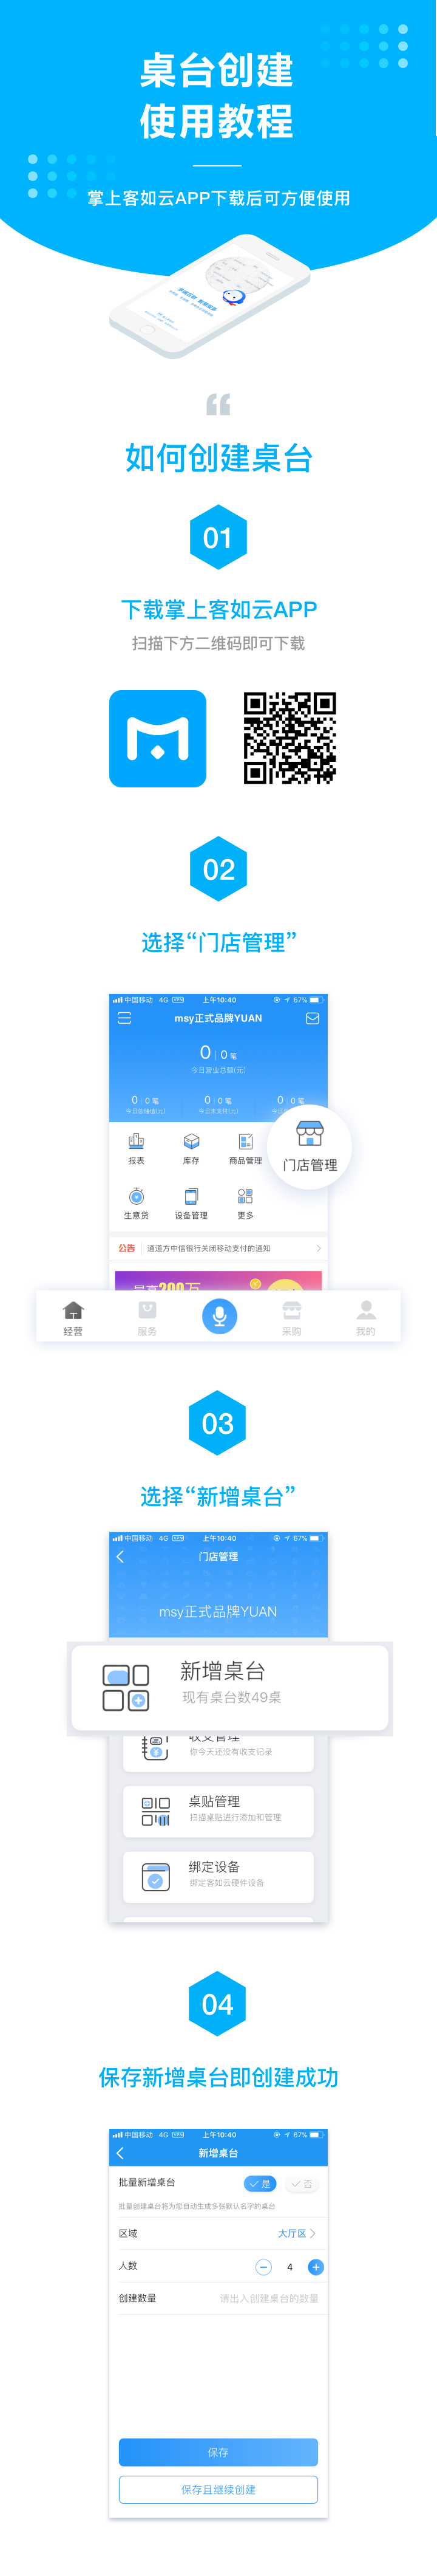 桌台创建
使用教程
掌上客如云APP下载后可方便使用
如何创建桌台
01
下载掌上客如云APP
扫描下方二维码即可下载
02
选择“门店管理”
中国移动 4G VPN 上午10:40 67%
msy正式品牌YUAN
0 | 0 笔
今日营业总额(元)
0 | 0 笔 0 | 0 笔 0 | 0 笔
今日总储值(元) 今日未支付(元)
报表 库存 商品管理 门店管理
生意贷 设备管理 更多
公告 通道方中信银行关闭移动支付的通知
最高200万
经营 服务 采购 我的
03
选择“新增桌台”
中国移动 4G VPN 上午10:40 67%
门店管理
msy正式品牌YUAN
新增桌台
现有桌台数49桌
收支管理
你今天还没有收支记录
桌贴管理
扫描桌贴进行添加和管理
绑定设备
绑定客如云硬件设备
04
保存新增桌台即创建成功
中国移动 4G VPN 上午10:40 67%
新增桌台
批量新增桌台 是 否
批量创建桌台将为您自动生成多张默认名字的桌台
区域 大厅区
人数 4
创建数量 请出入创建桌台的数量
保存
保存且继续创建